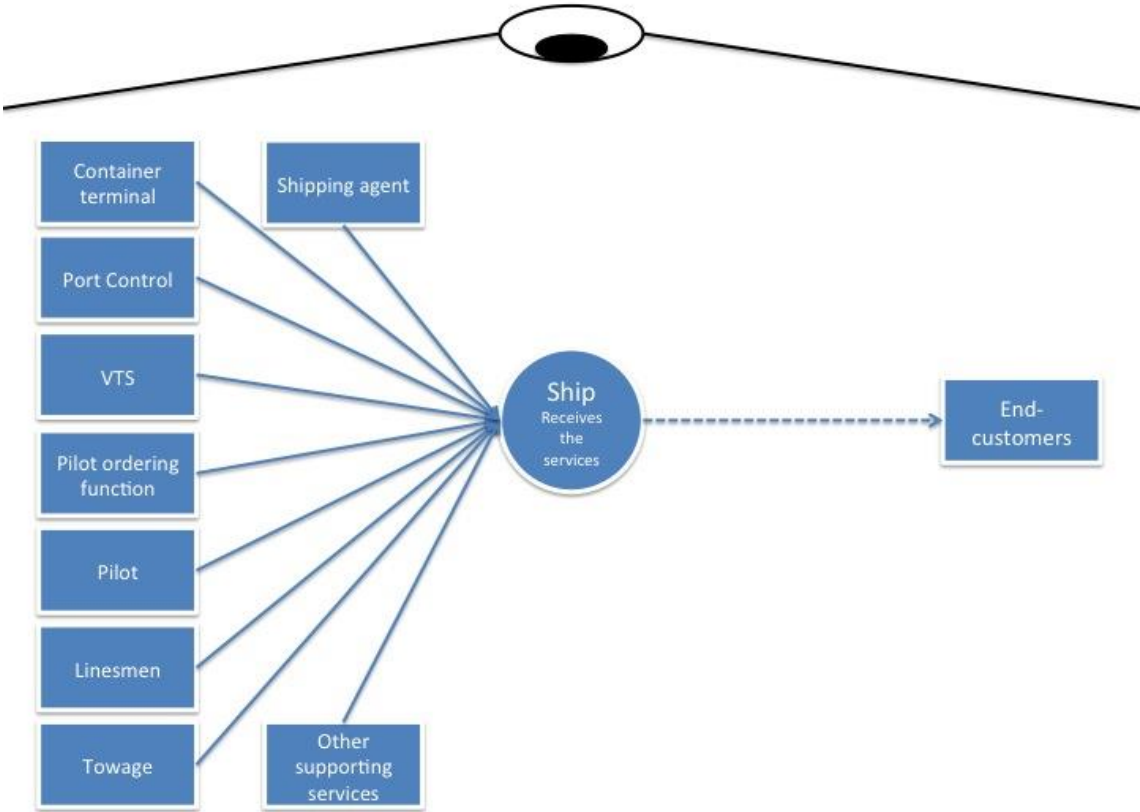 Container
terminal
Shipping agent
Port Control
VTS
Pilot ordering
function
Pilot
Linesmen
Towage
Other
supporting
services
Ship
Receives
the
services
End-
customers